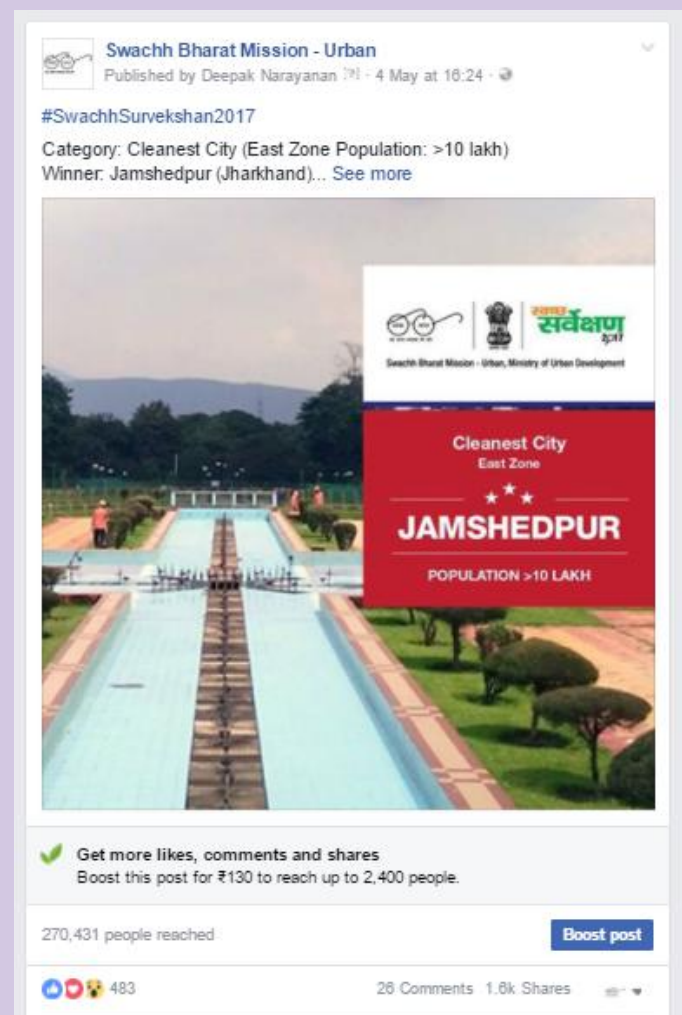 Swachh Bharat Mission - Urban
Published by Deepak Narayanan [?] · 4 May at 16:24 ·
#SwachhSurvekshan2017
Category: Cleanest City (East Zone Population: >10 lakh)
Winner: Jamshedpur (Jharkhand)... See more
स्वच्छ
सर्वेक्षण
2017
Swachh Bharat Mission - Urban, Ministry of Urban Development
Cleanest City
East Zone
JAMSHEDPUR
POPULATION >10 LAKH
Get more likes, comments and shares
Boost this post for ₹130 to reach up to 2,400 people.
270,431 people reached
Boost post
483
26 Comments 1.6k Shares